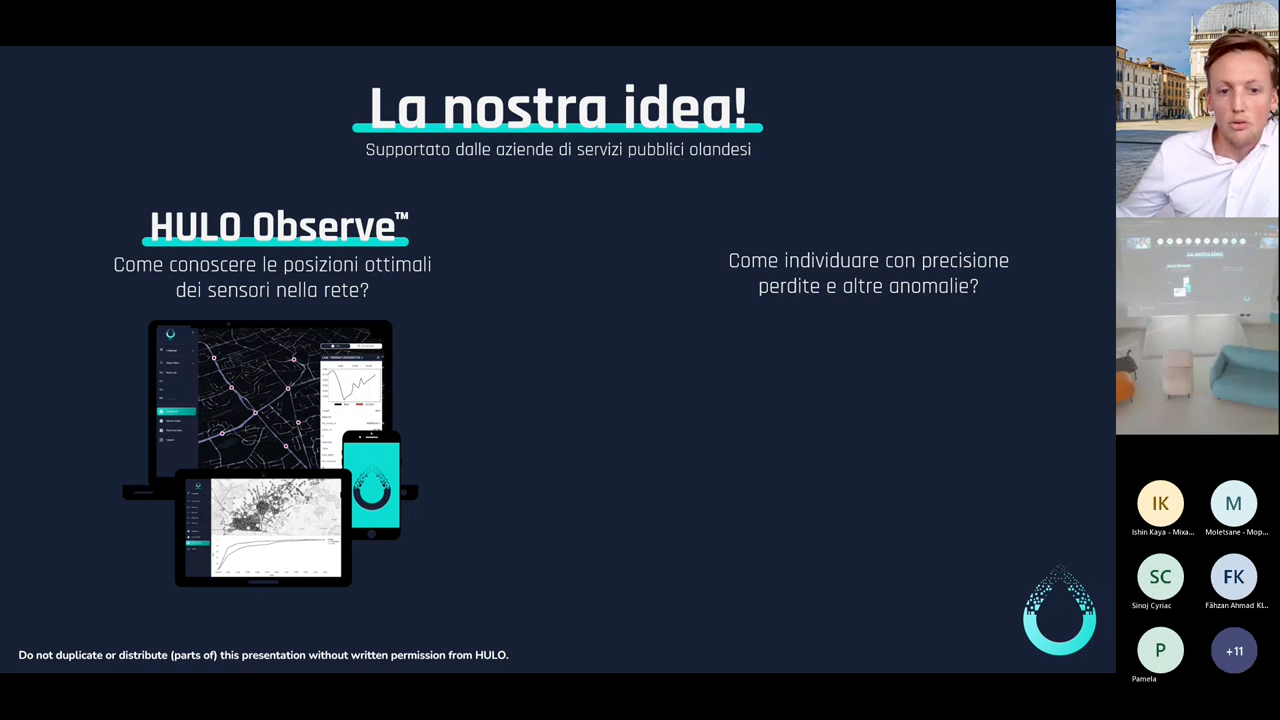 La nostra idea!
Supportato dalle aziende di servizi pubblici olandesi
HULO Observe™
Come conoscere le posizioni ottimali
dei sensori nella rete?
Come individuare con precisione
perdite e altre anomalie?
Do not duplicate or distribute (parts of) this presentation without written permission from HULO.
La nostra idea!
IK
Ishin Kaya - Mixa...
M
Moletsane - Mop...
SC
Sinoj Cyriac
FK
Fähzan Ahmad Kl...
P
Pamela
+11